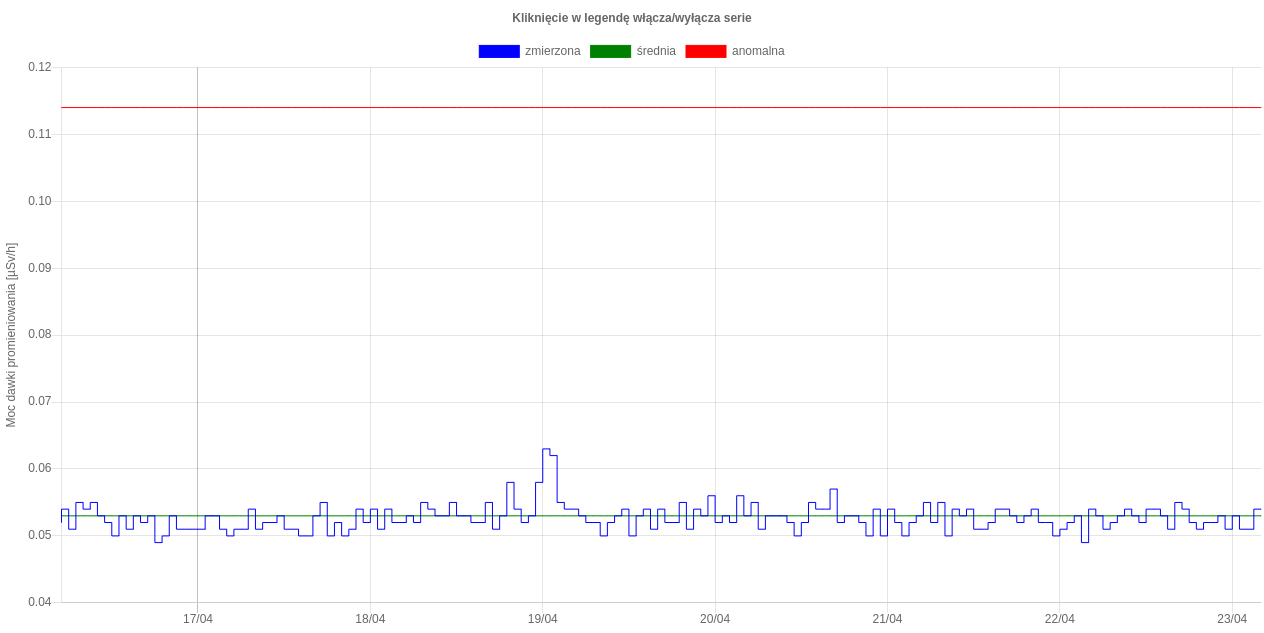 Kliknięcie w legendę włącza/wyłącza serie
zmierzona średnia anomalna
Moc dawki promieniowania [µSv/h]
0.12
0.11
0.10
0.09
0.08
0.07
0.06
0.05
0.04
17/04 18/04 19/04 20/04 21/04 22/04 23/04